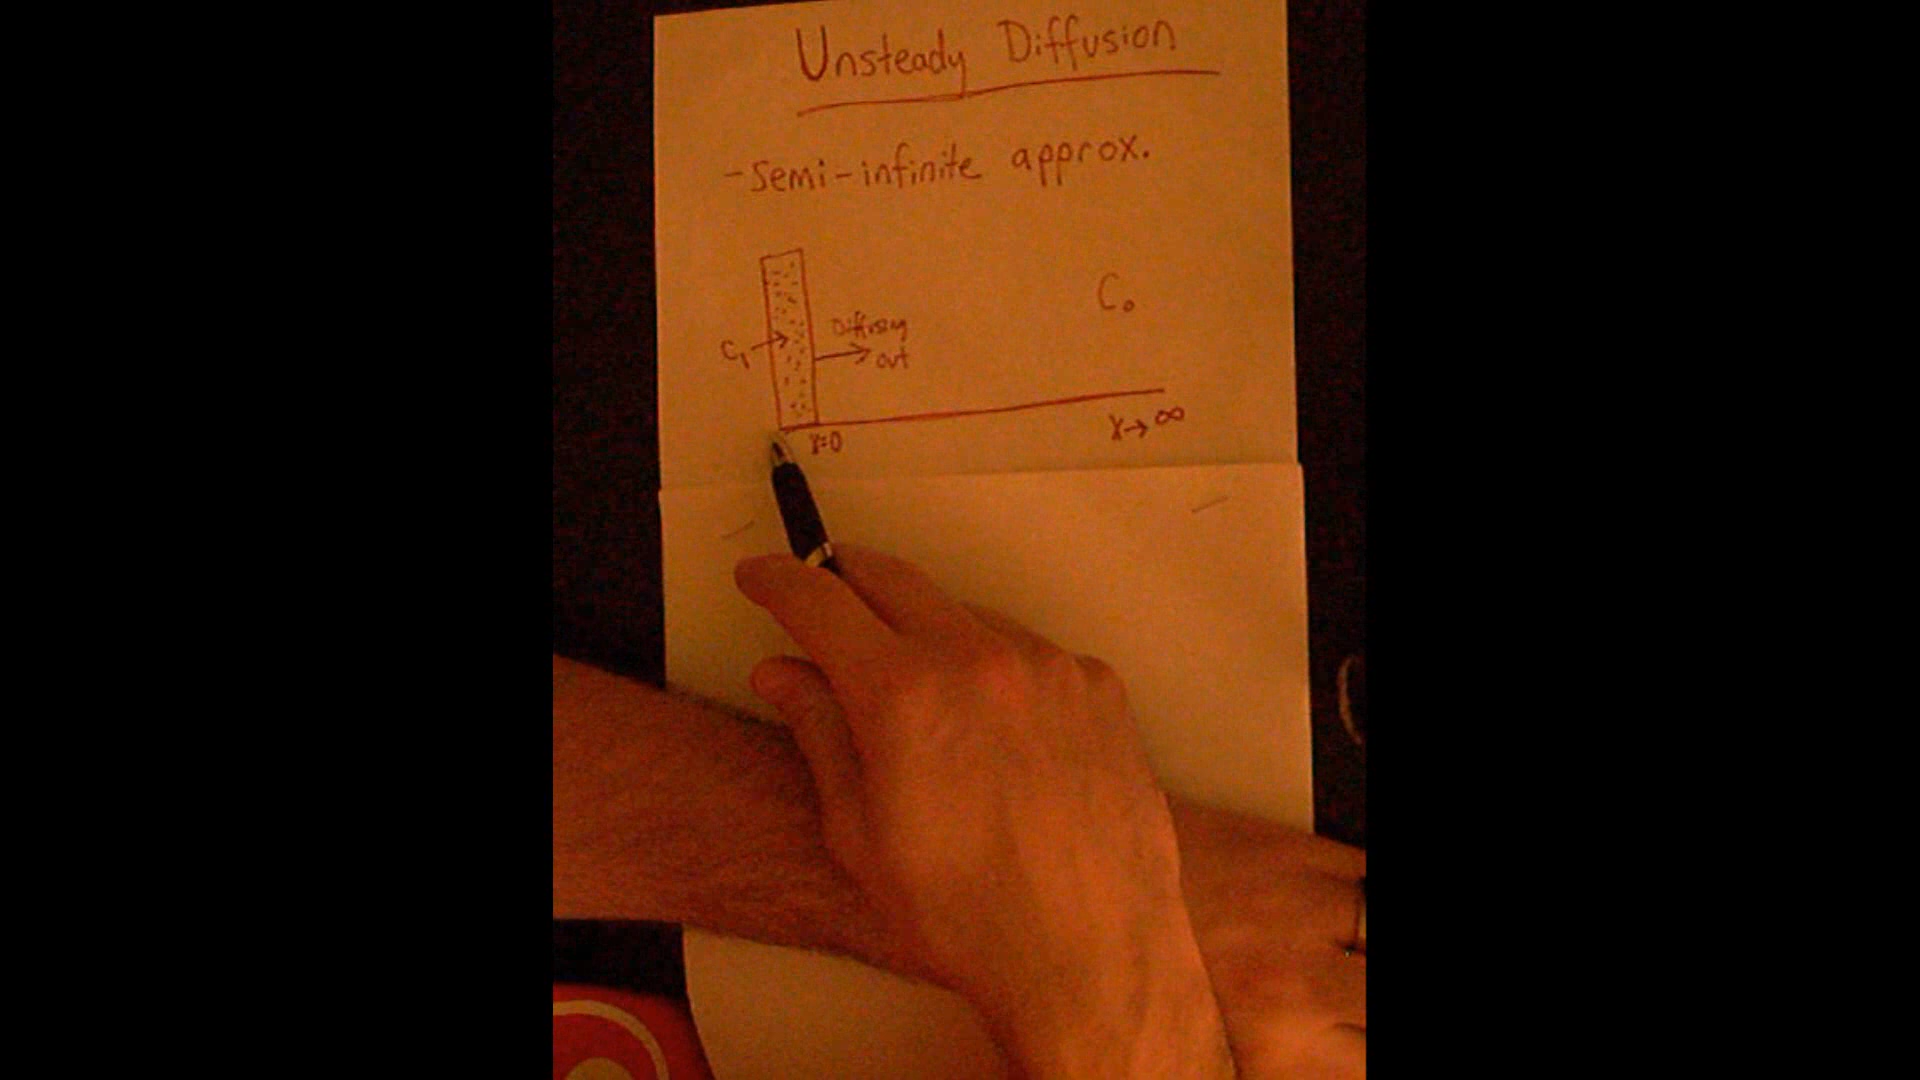 Unsteady Diffusion
- Semi-infinite approx.
C₀
Diffusing
C₁
out
x=0
x→∞